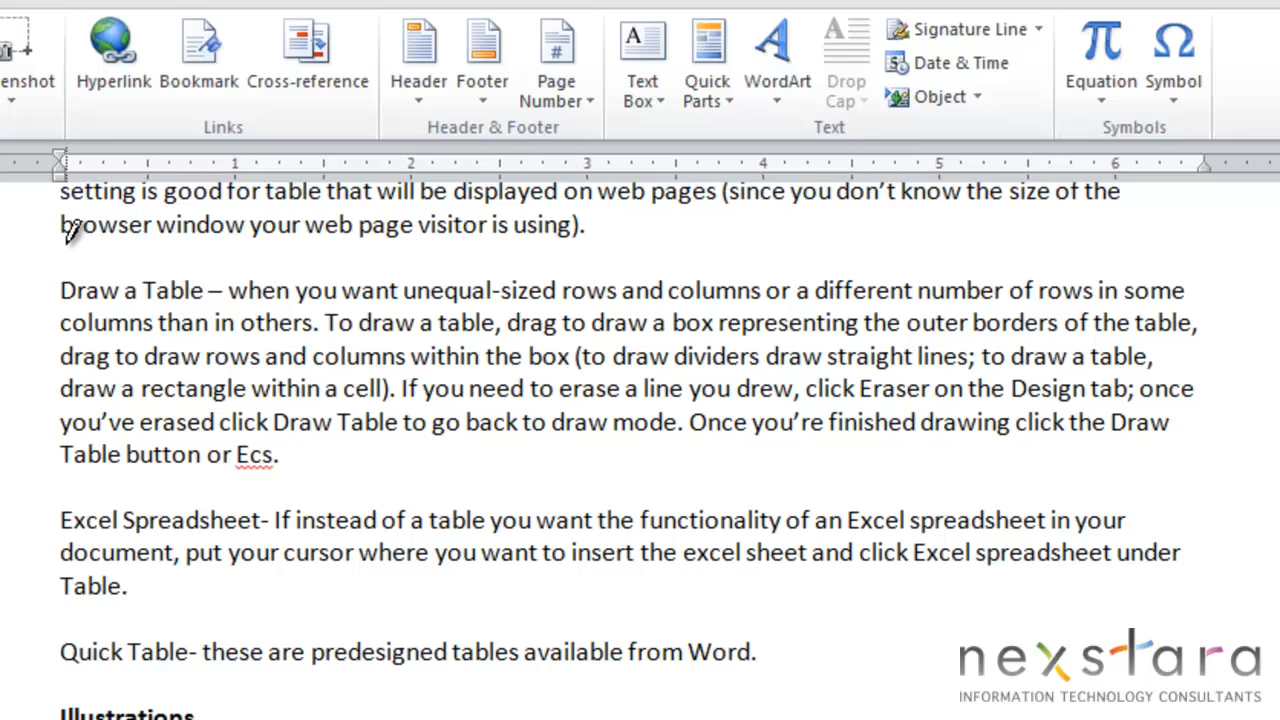 enshot
Hyperlink Bookmark Cross-reference
Links
Header Footer Page Number
Header & Footer
Text Box Quick Parts WordArt Drop Cap
Signature Line
Date & Time
Object
Text
Equation Symbol
Symbols
1 2 3 4 5 6
setting is good for table that will be displayed on web pages (since you don’t know the size of the
browser window your web page visitor is using).
Draw a Table – when you want unequal-sized rows and columns or a different number of rows in some
columns than in others. To draw a table, drag to draw a box representing the outer borders of the table,
drag to draw rows and columns within the box (to draw dividers draw straight lines; to draw a table,
draw a rectangle within a cell). If you need to erase a line you drew, click Eraser on the Design tab; once
you’ve erased click Draw Table to go back to draw mode. Once you’re finished drawing click the Draw
Table button or Ecs.
Excel Spreadsheet- If instead of a table you want the functionality of an Excel spreadsheet in your
document, put your cursor where you want to insert the excel sheet and click Excel spreadsheet under
Table.
Quick Table- these are predesigned tables available from Word.
Illustrations
nexstara
INFORMATION TECHNOLOGY CONSULTANTS